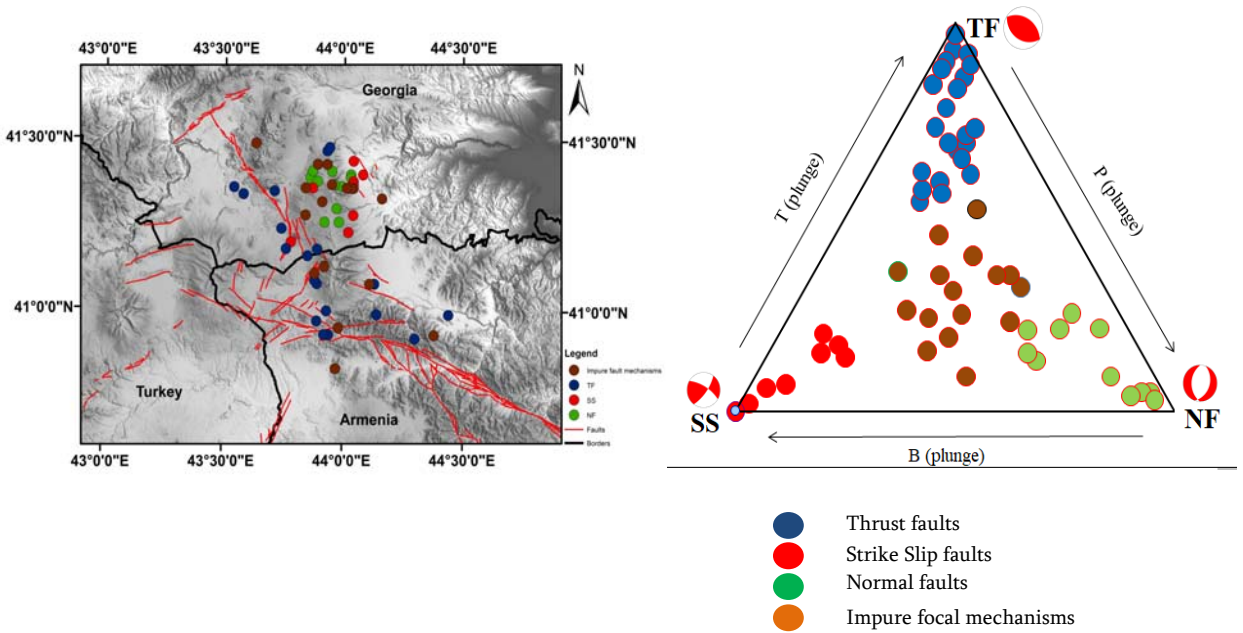 43°0'0"E 43°30'0"E 44°0'0"E 44°30'0"E
N
Georgia
41°30'0"N 41°30'0"N
41°0'0"N 41°0'0"N
Turkey
Armenia
Legend
Impure fault mechanisms
TF
SS
NF
Faults
Borders
43°0'0"E 43°30'0"E 44°0'0"E 44°30'0"E
TF
T (plunge)
P (plunge)
SS
NF
B (plunge)
Thrust faults
Strike Slip faults
Normal faults
Impure focal mechanisms